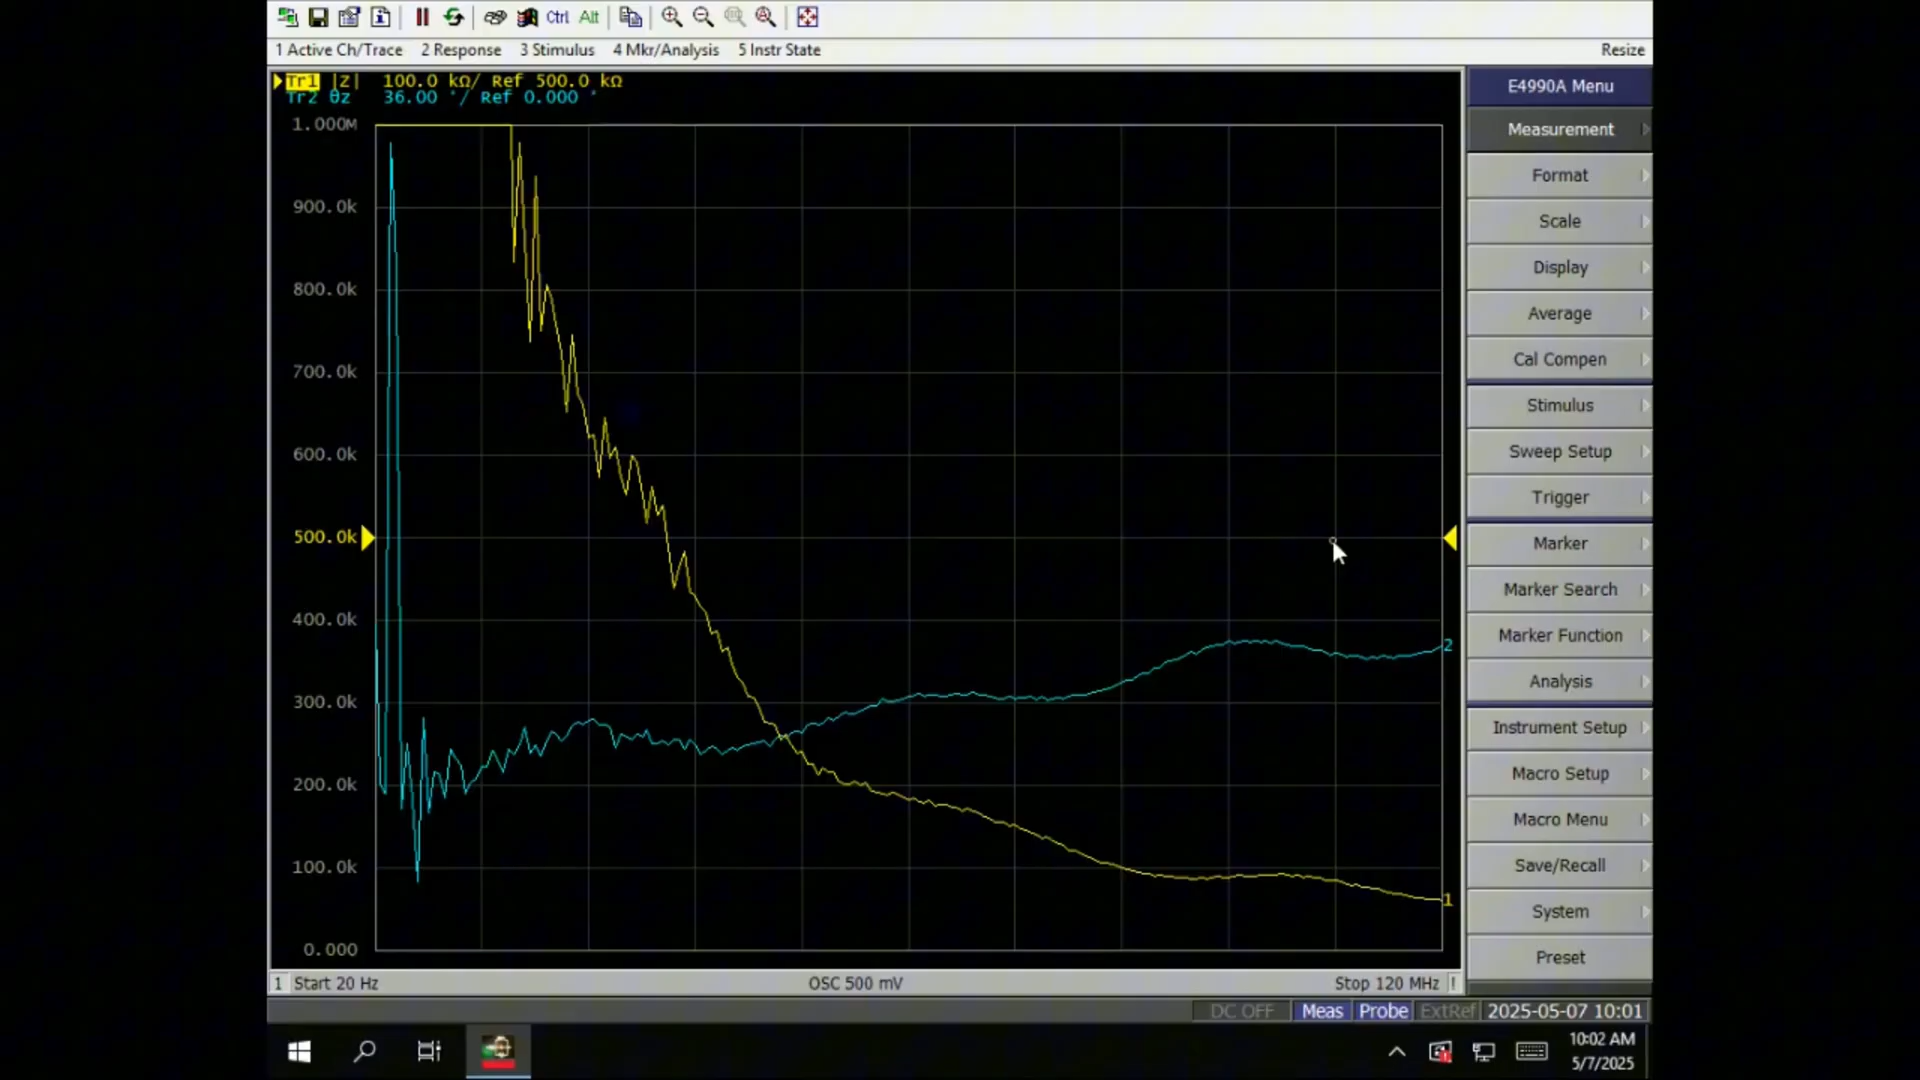 Ctrl Alt
1 Active Ch/Trace 2 Response 3 Stimulus 4 Mkr/Analysis 5 Instr State Resize
Tr1 |Z| 100.0 kΩ/ Ref 500.0 kΩ
Tr2 θz 36.00 °/ Ref 0.000 °
1.000M
900.0k
800.0k
700.0k
600.0k
500.0k
400.0k
300.0k
200.0k
100.0k
0.000
2
1
E4990A Menu
Measurement
Format
Scale
Display
Average
Cal Compen
Stimulus
Sweep Setup
Trigger
Marker
Marker Search
Marker Function
Analysis
Instrument Setup
Macro Setup
Macro Menu
Save/Recall
System
Preset
1 Start 20 Hz OSC 500 mV Stop 120 MHz !
DC OFF Meas Probe ExtRef 2025-05-07 10:01
10:02 AM
5/7/2025